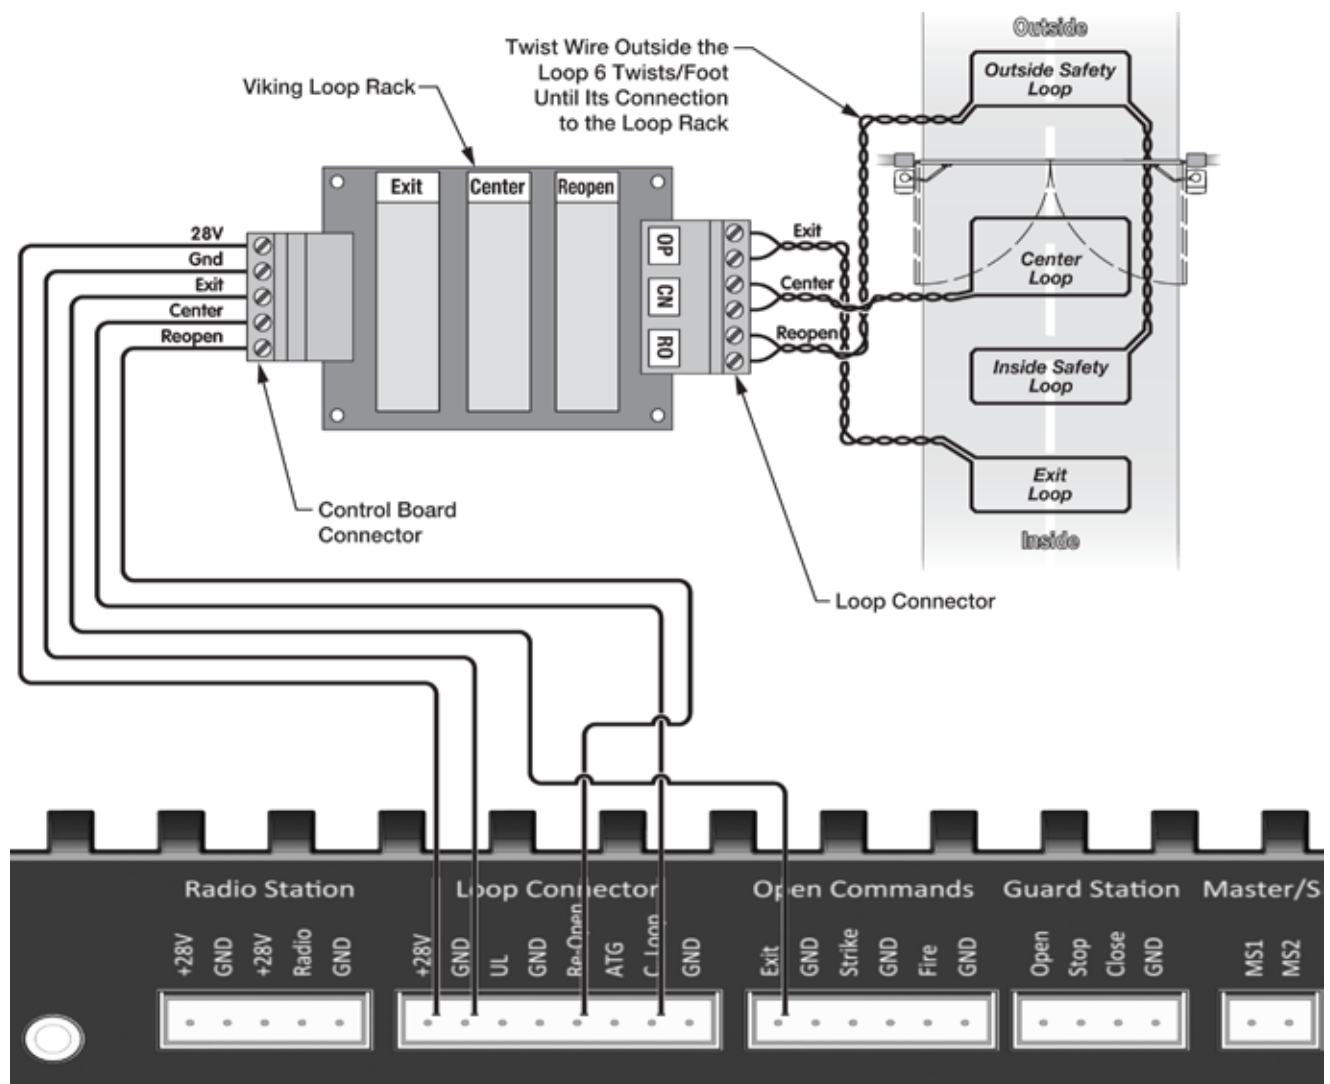 Outside
Twist Wire Outside the
Loop 6 Twists/Foot
Until Its Connection
to the Loop Rack
Outside Safety
Loop
Viking Loop Rack
Exit
Center
Reopen
28V
Gnd
Exit
Center
Reopen
OP
CN
RO
Exit
Center
Reopen
Center
Loop
Inside Safety
Loop
Exit
Loop
Inside
Control Board
Connector
Loop Connector
Radio Station
Loop Connector
Open Commands
Guard Station
Master/S
+28V
GND
+28V
Radio
GND
+28V
GND
UL
GND
Re-Open
ATG
C_Loop
GND
Exit
GND
Strike
GND
Fire
GND
Open
Stop
Close
GND
MS1
MS2